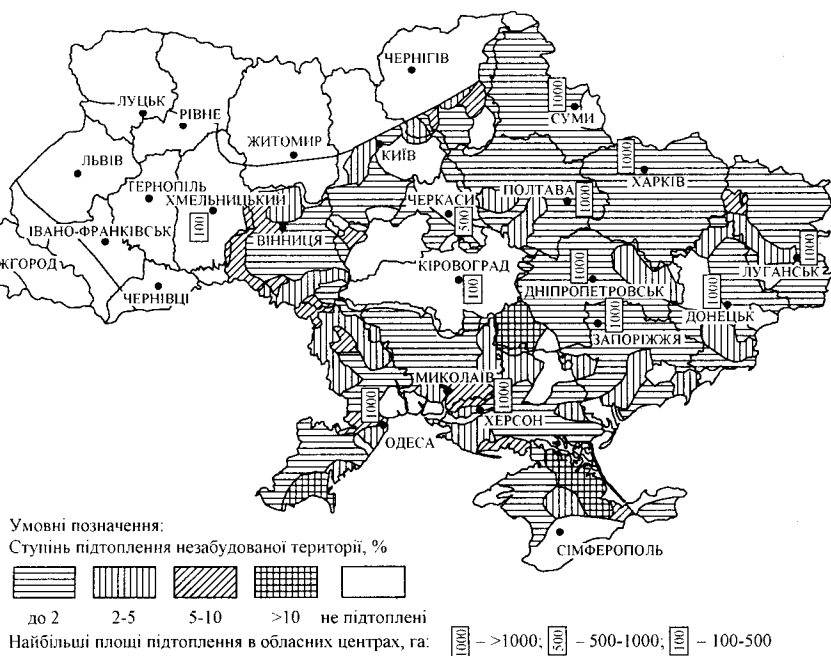 ЧЕРНІГІВ
1000
СУМИ
ЛУЦЬК
РІВНЕ
ЖИТОМИР
КИЇВ
1000
ХАРКІВ
ЛЬВІВ
ТЕРНОПІЛЬ
ХМЕЛЬНИЦЬКИЙ
100
ЧЕРКАСИ
500
ПОЛТАВА
1000
ІВАНО-ФРАНКІВСЬК
ВІННИЦЯ
ЖГОРОД
ЧЕРНІВЦІ
КІРОВОГРАД
100
1000
ДНІПРОПЕТРОВСЬК
1000
ЛУГАНСЬК
1000
ДОНЕЦЬК
1000
ЗАПОРІЖЖЯ
МИКОЛАЇВ
1000
ХЕРСОН
1000
ОДЕСА
СІМФЕРОПОЛЬ
Умовні позначення:
Ступінь підтоплення незабудованої території, %
до 2 2-5 5-10 >10 не підтоплені
Найбільші площі підтоплення в обласних центрах, га: 1000 – >1000; 500 – 500-1000; 100 – 100-500